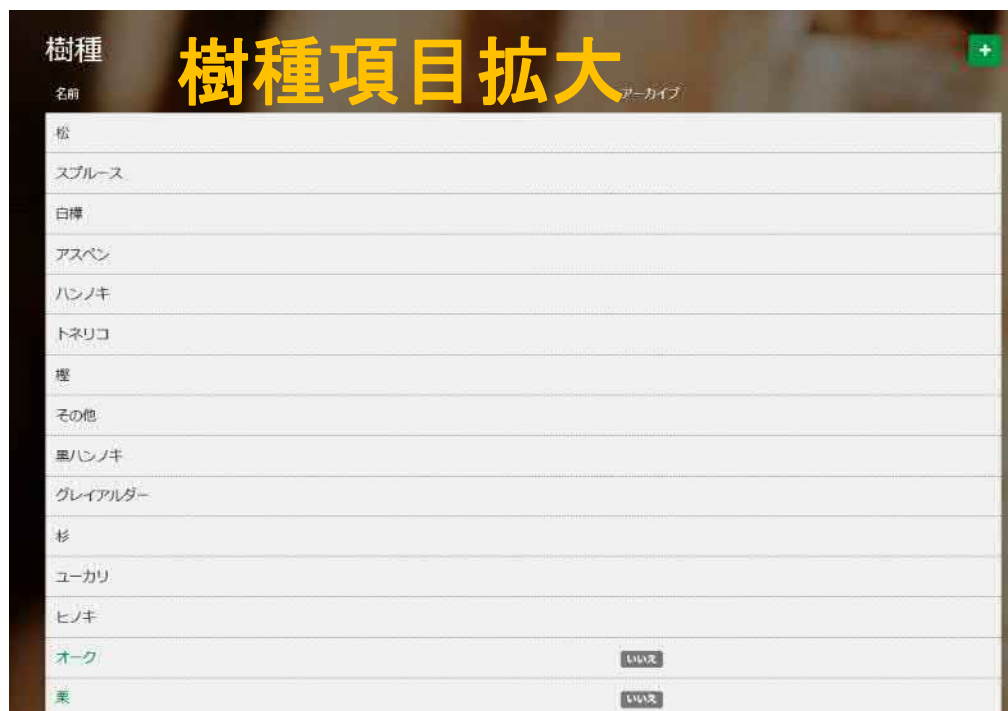 樹種
樹種項目拡大
+
名前
アーカイブ
松
スプルース
白樺
アスペン
ハンノキ
トネリコ
樫
その他
黒ハンノキ
グレイアルダー
杉
ユーカリ
ヒノキ
オーク いいえ
栗 いいえ